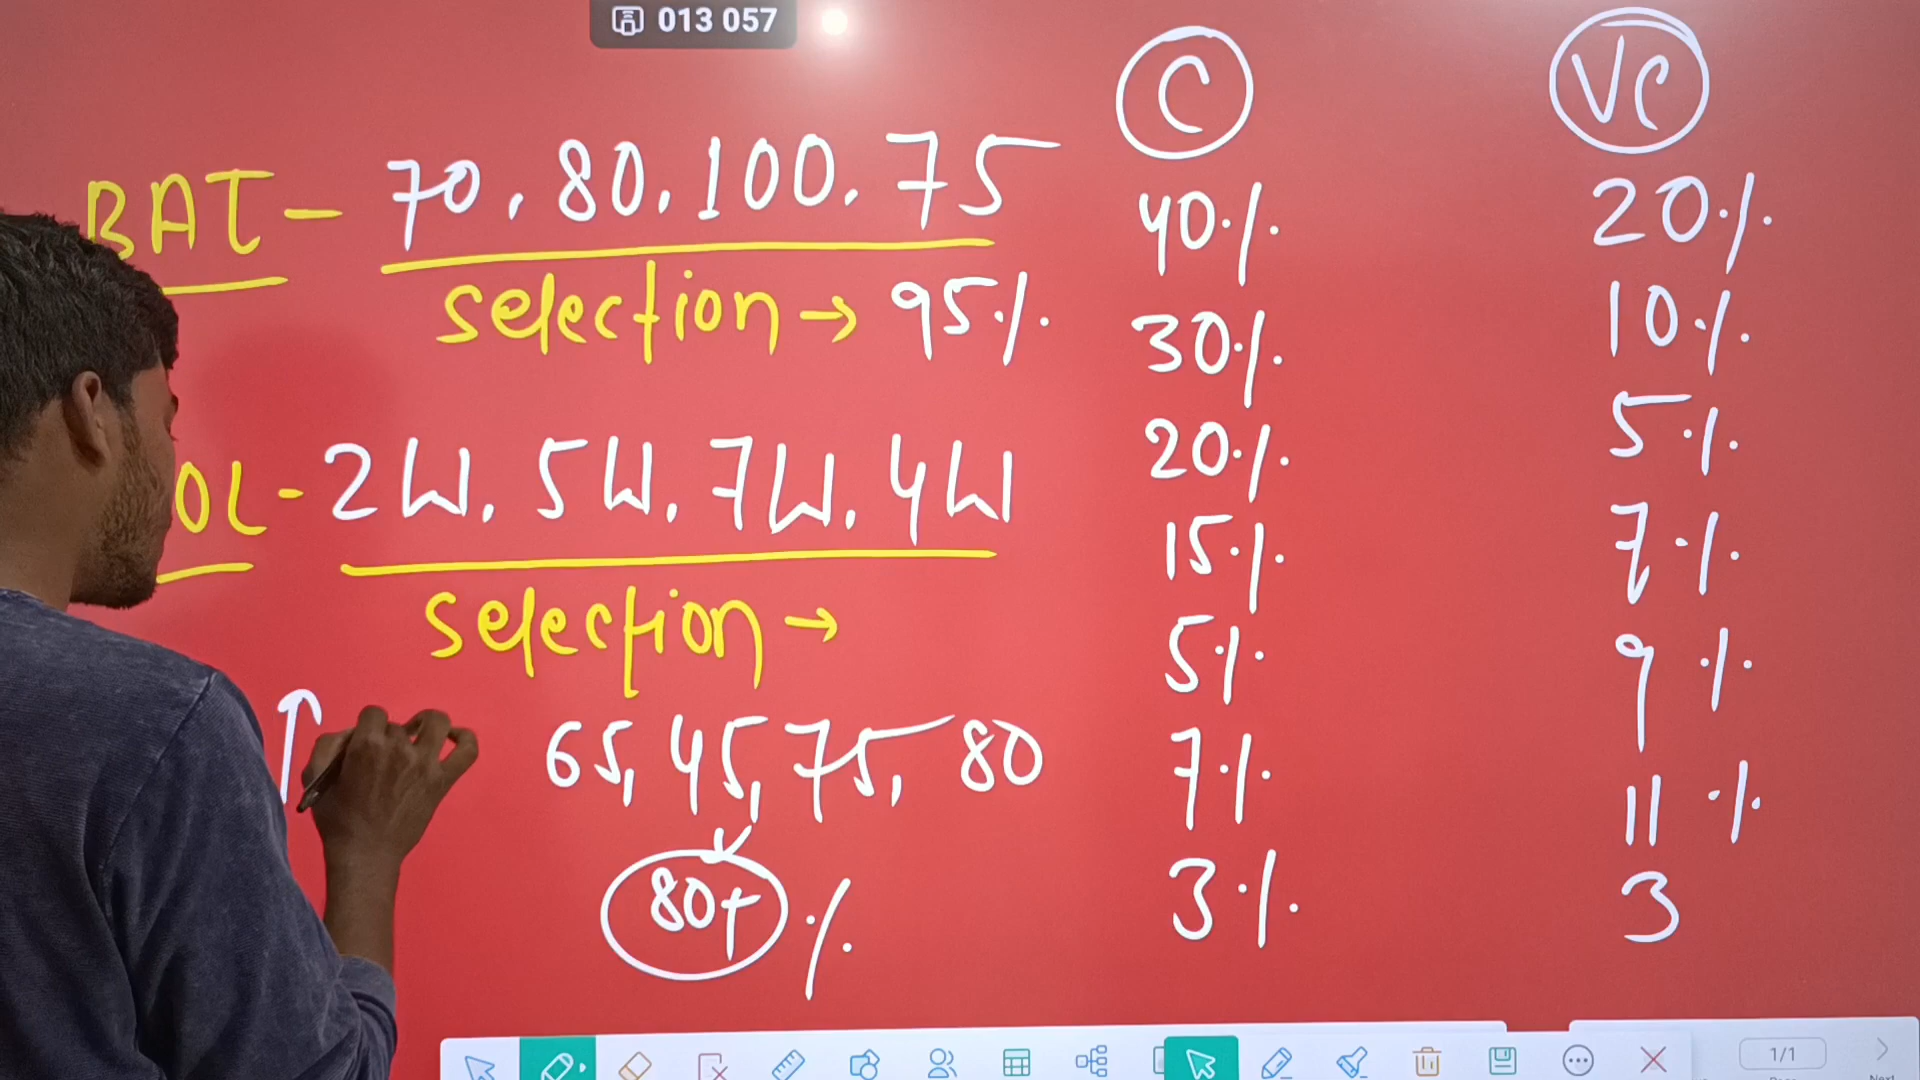 013 057
C
VC
BAT - 70, 80, 100, 75
selection → 95%
OL - 2W, 5W, 7W, 4W
selection →
↑
65, 45, 75, 80
80+ %
40%
30%
20%
15%
5%
7%
3%
20%
10%
5%
7%
9%
11%
3
1/1